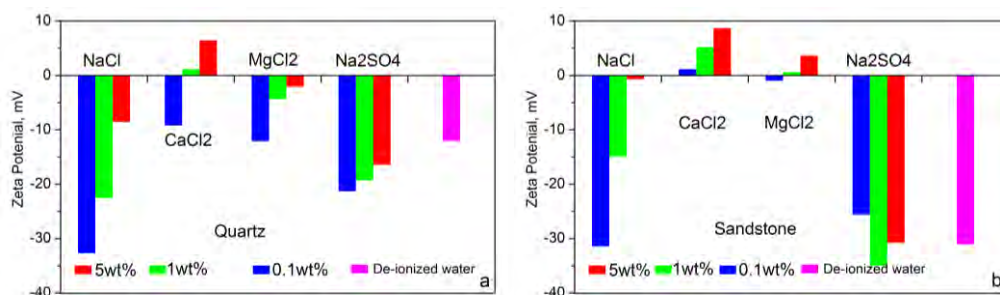 10
0
-10
-20
-30
-40
Zeta Potenial, mV
NaCl
CaCl2
MgCl2
Na2SO4
Quartz
5wt% 1wt% 0.1wt% De-ionized water
a
10
0
-10
-20
-30
-40
Zeta Potenial, mV
NaCl
CaCl2
MgCl2
Na2SO4
Sandstone
5wt% 1wt% 0.1wt% De-ionized water
b